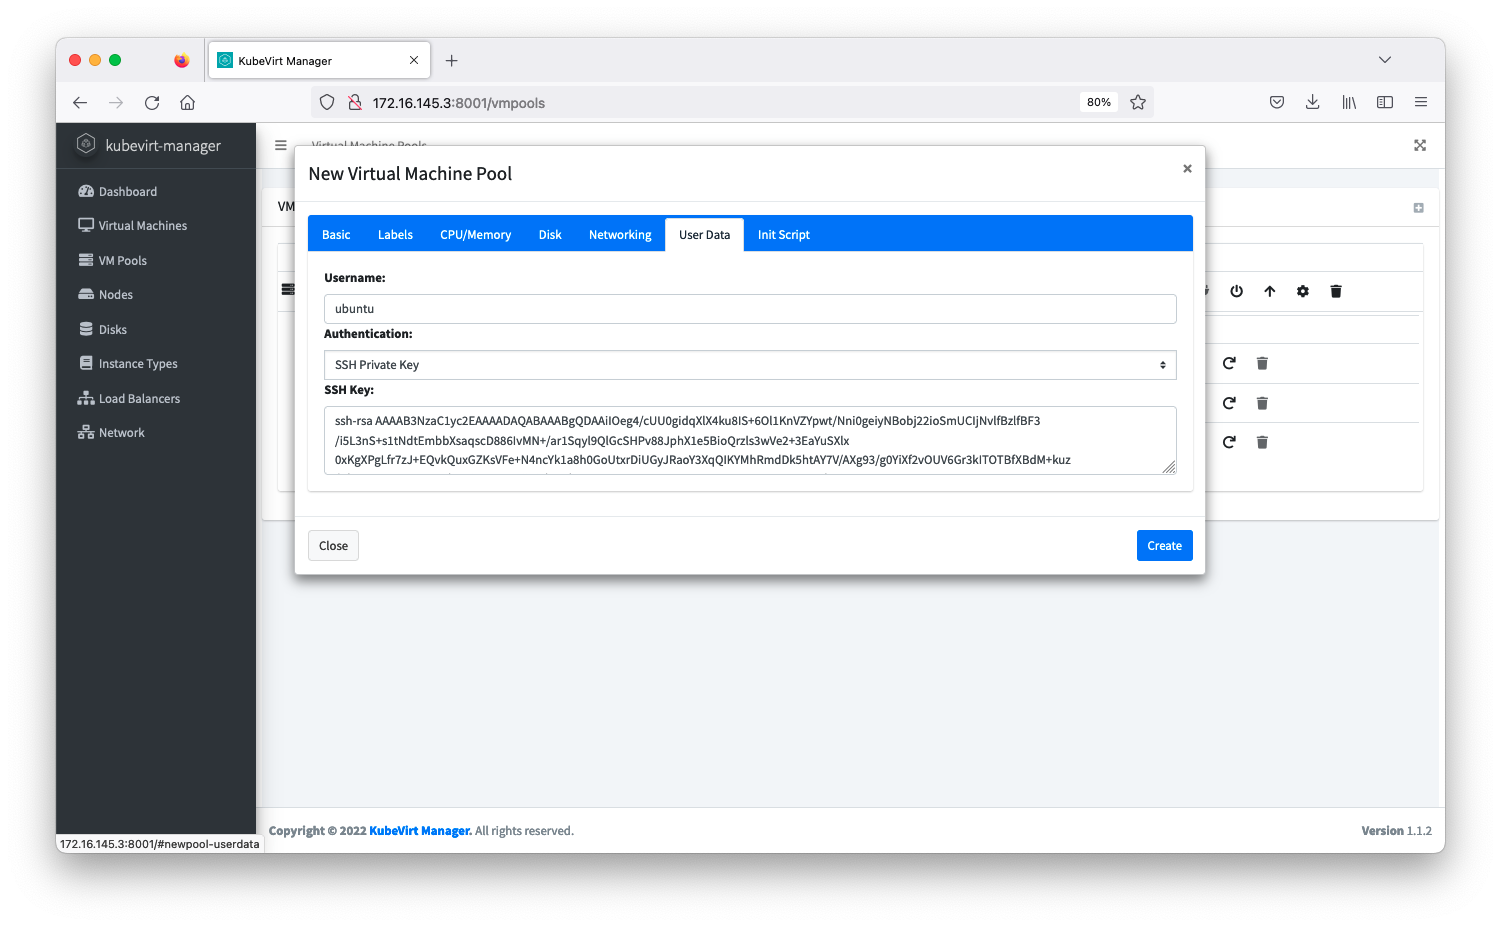 KubeVirt Manager
172.16.145.3:8001/vmpools
80%
kubevirt-manager
Dashboard
Virtual Machines
VM Pools
Nodes
Disks
Instance Types
Load Balancers
Network
Virtual Machine Pools
VM
New Virtual Machine Pool
×
Basic Labels CPU/Memory Disk Networking User Data Init Script
Username:
ubuntu
Authentication:
SSH Private Key
SSH Key:
ssh-rsa AAAAB3NzaC1yc2EAAAADAQABAAABgQDAAiIOeg4/cUU0gidqXlX4ku8IS+6Ol1KnVZYpwt/Nni0geiyNBobj22ioSmUCIjNvlfBzlfBF3
/i5L3nS+s1tNdtEmbbXsaqscD886IvMN+/ar1Sqyl9QlGcSHPv88JphX1e5BioQrzls3wVe2+3EaYuSXlx
0xKgXPgLfr7zJ+EQvkQuxGZKsVFe+N4ncYk1a8h0GoUtxrDiUGyJRaoY3XqQIKYMhRmdDk5htAY7V/AXg93/g0YiXf2vOUV6Gr3kITOTBfXBdM+kuz
Close
Create
Copyright © 2022 KubeVirt Manager. All rights reserved.
Version 1.1.2
172.16.145.3:8001/#newpool-userdata